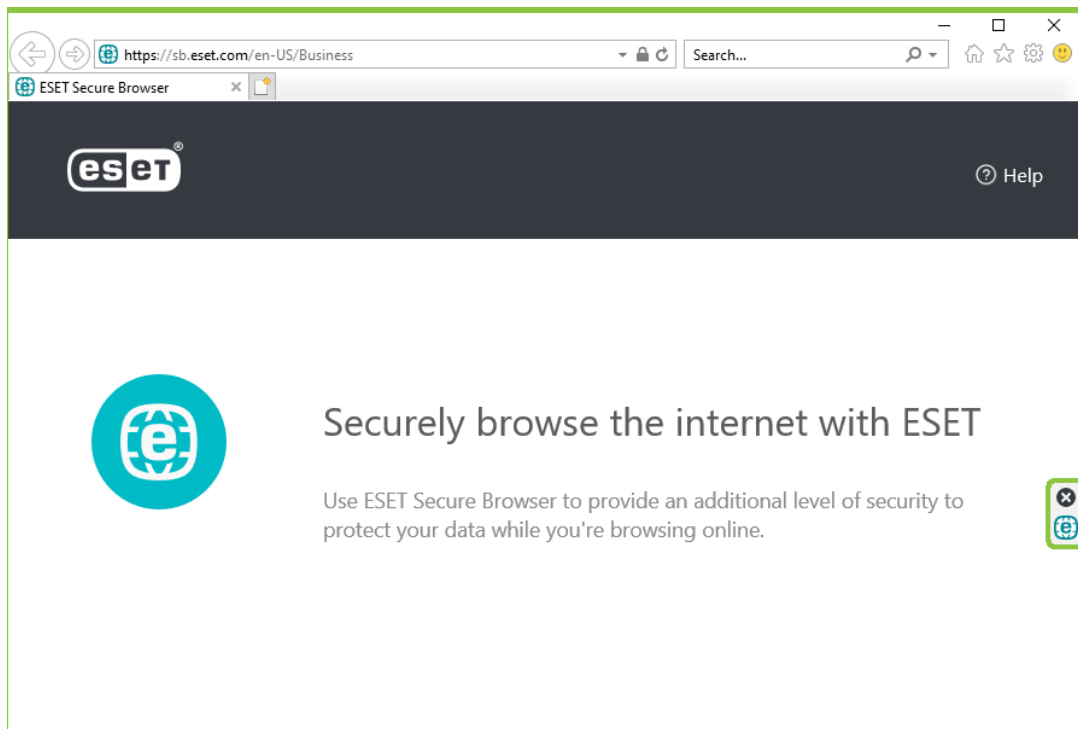 https://sb.eset.com/en-US/Business
Search...
ESET Secure Browser
eseT®
Help
e
Securely browse the internet with ESET
Use ESET Secure Browser to provide an additional level of security to
protect your data while you're browsing online.
e